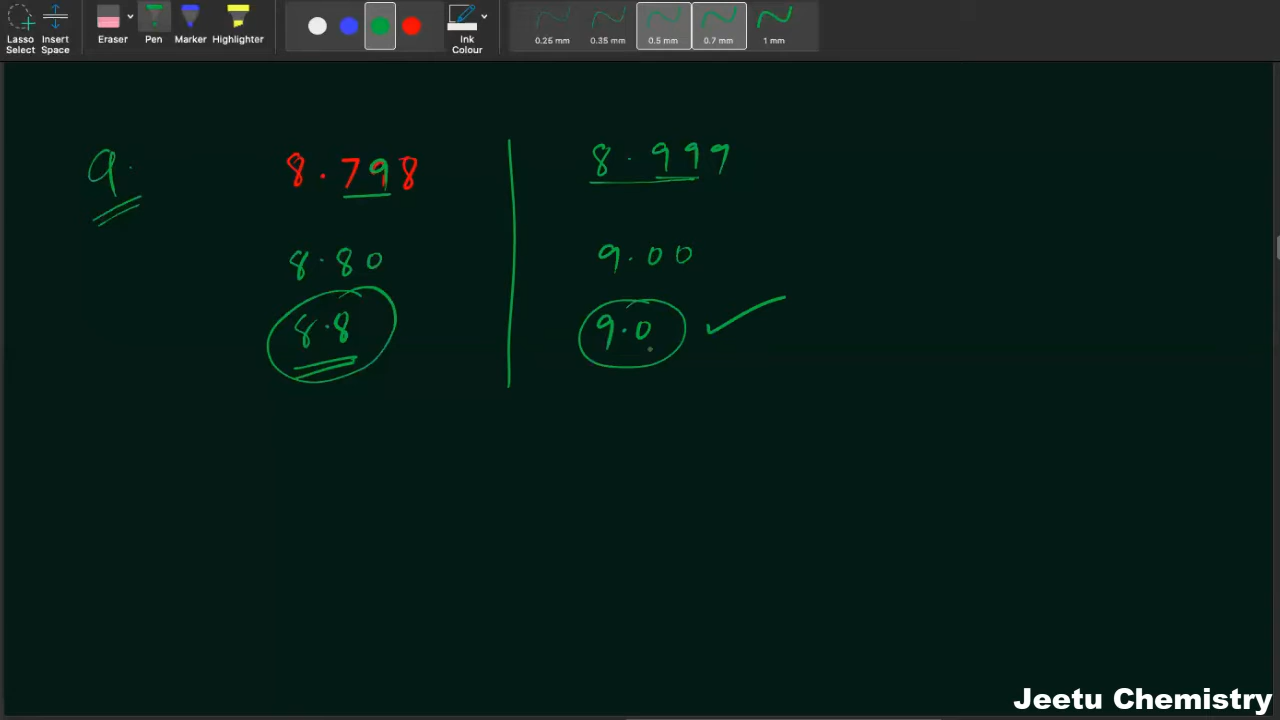 Lasso Select
Insert Space
Eraser
Pen
Marker
Highlighter
Ink Colour
0.25 mm
0.35 mm
0.5 mm
0.7 mm
1 mm
9.
8.798
8.80
8.8
8.999
9.00
9.0
Jeetu Chemistry